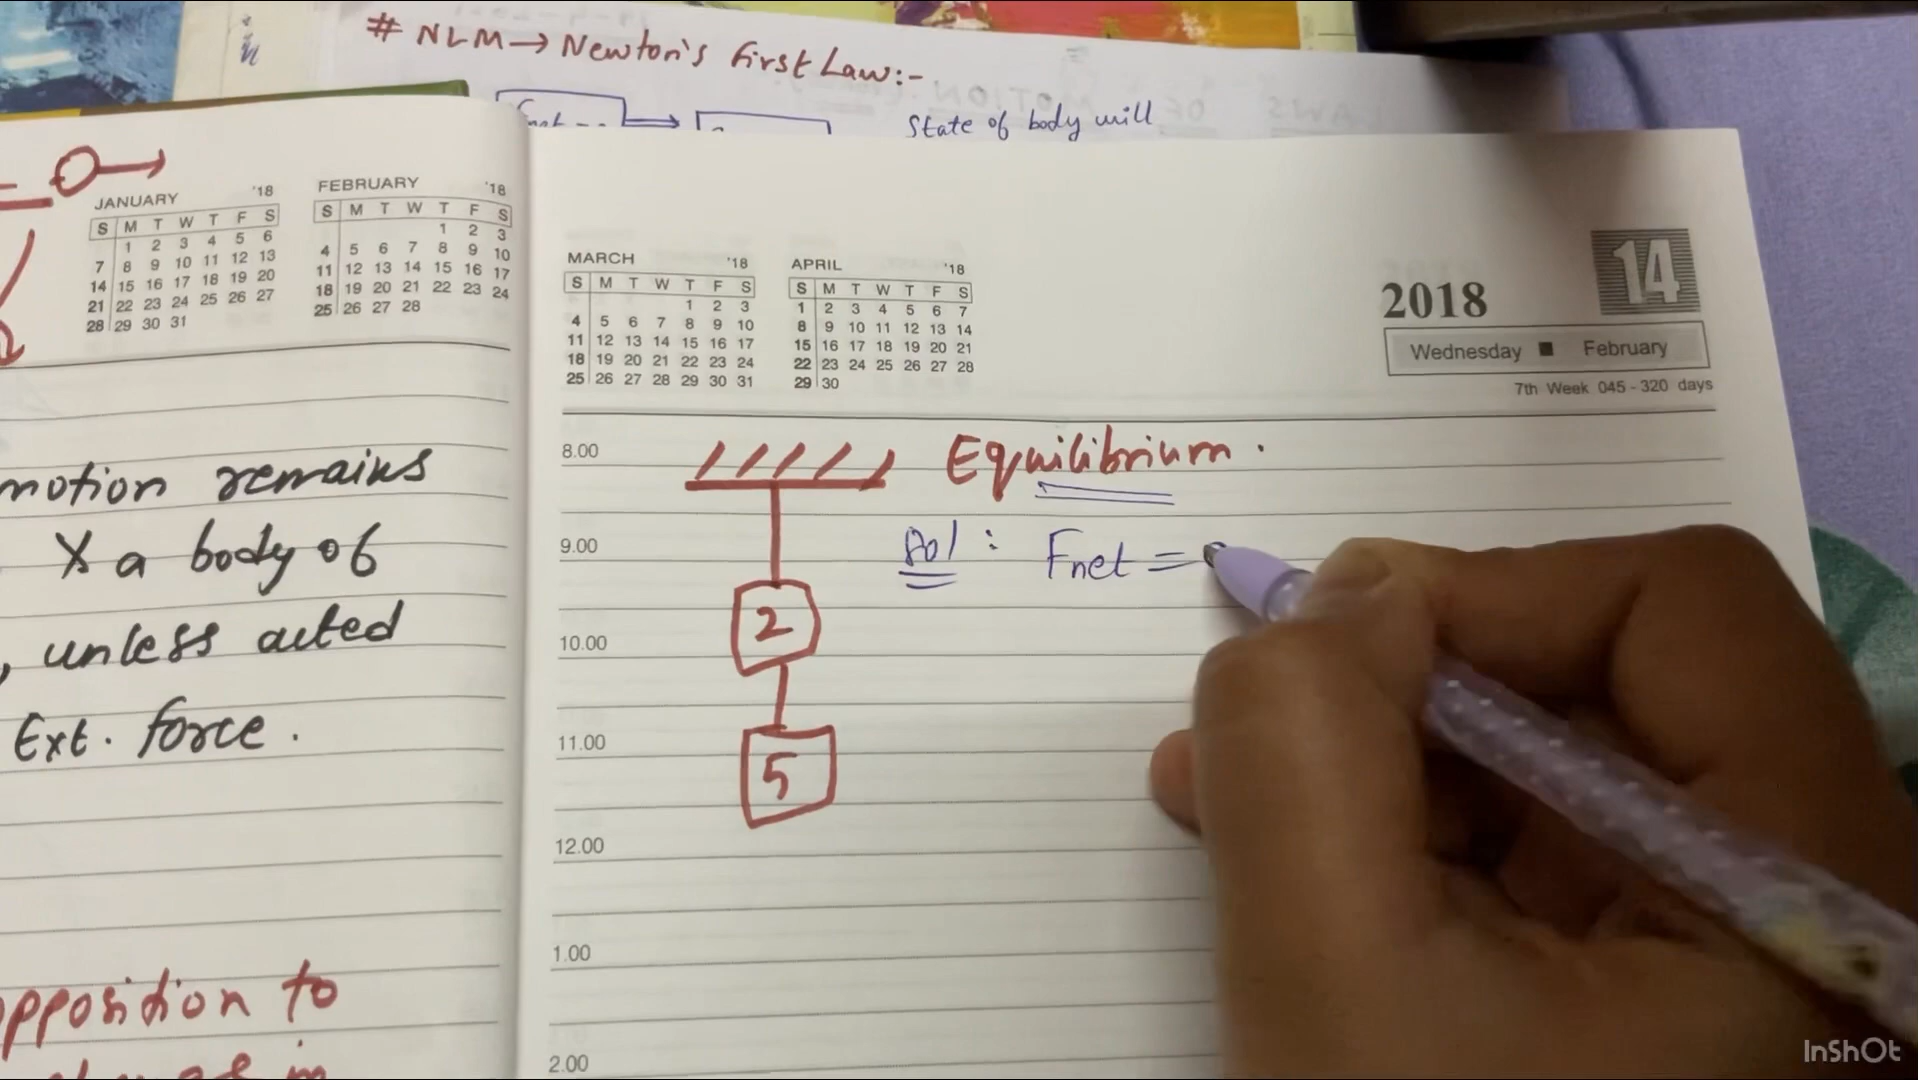 # NLM → Newton's First Law:-
State of body will
JANUARY '18
S M T W T F S
1 2 3 4 5 6
7 8 9 10 11 12 13
14 15 16 17 18 19 20
21 22 23 24 25 26 27
28 29 30 31
FEBRUARY '18
S M T W T F S
1 2 3
4 5 6 7 8 9 10
11 12 13 14 15 16 17
18 19 20 21 22 23 24
25 26 27 28
motion remains
X a body of
, unless acted
Ext. force.
opposition to
MARCH '18
S M T W T F S
1 2 3
4 5 6 7 8 9 10
11 12 13 14 15 16 17
18 19 20 21 22 23 24
25 26 27 28 29 30 31
APRIL '18
S M T W T F S
1 2 3 4 5 6 7
8 9 10 11 12 13 14
15 16 17 18 19 20 21
22 23 24 25 26 27 28
29 30
2018
14
Wednesday ■ February
7th Week 045-320 days
8.00
Equilibrium.
9.00
Sol : Fnet =
10.00
2
11.00
5
12.00
1.00
2.00
InShOt